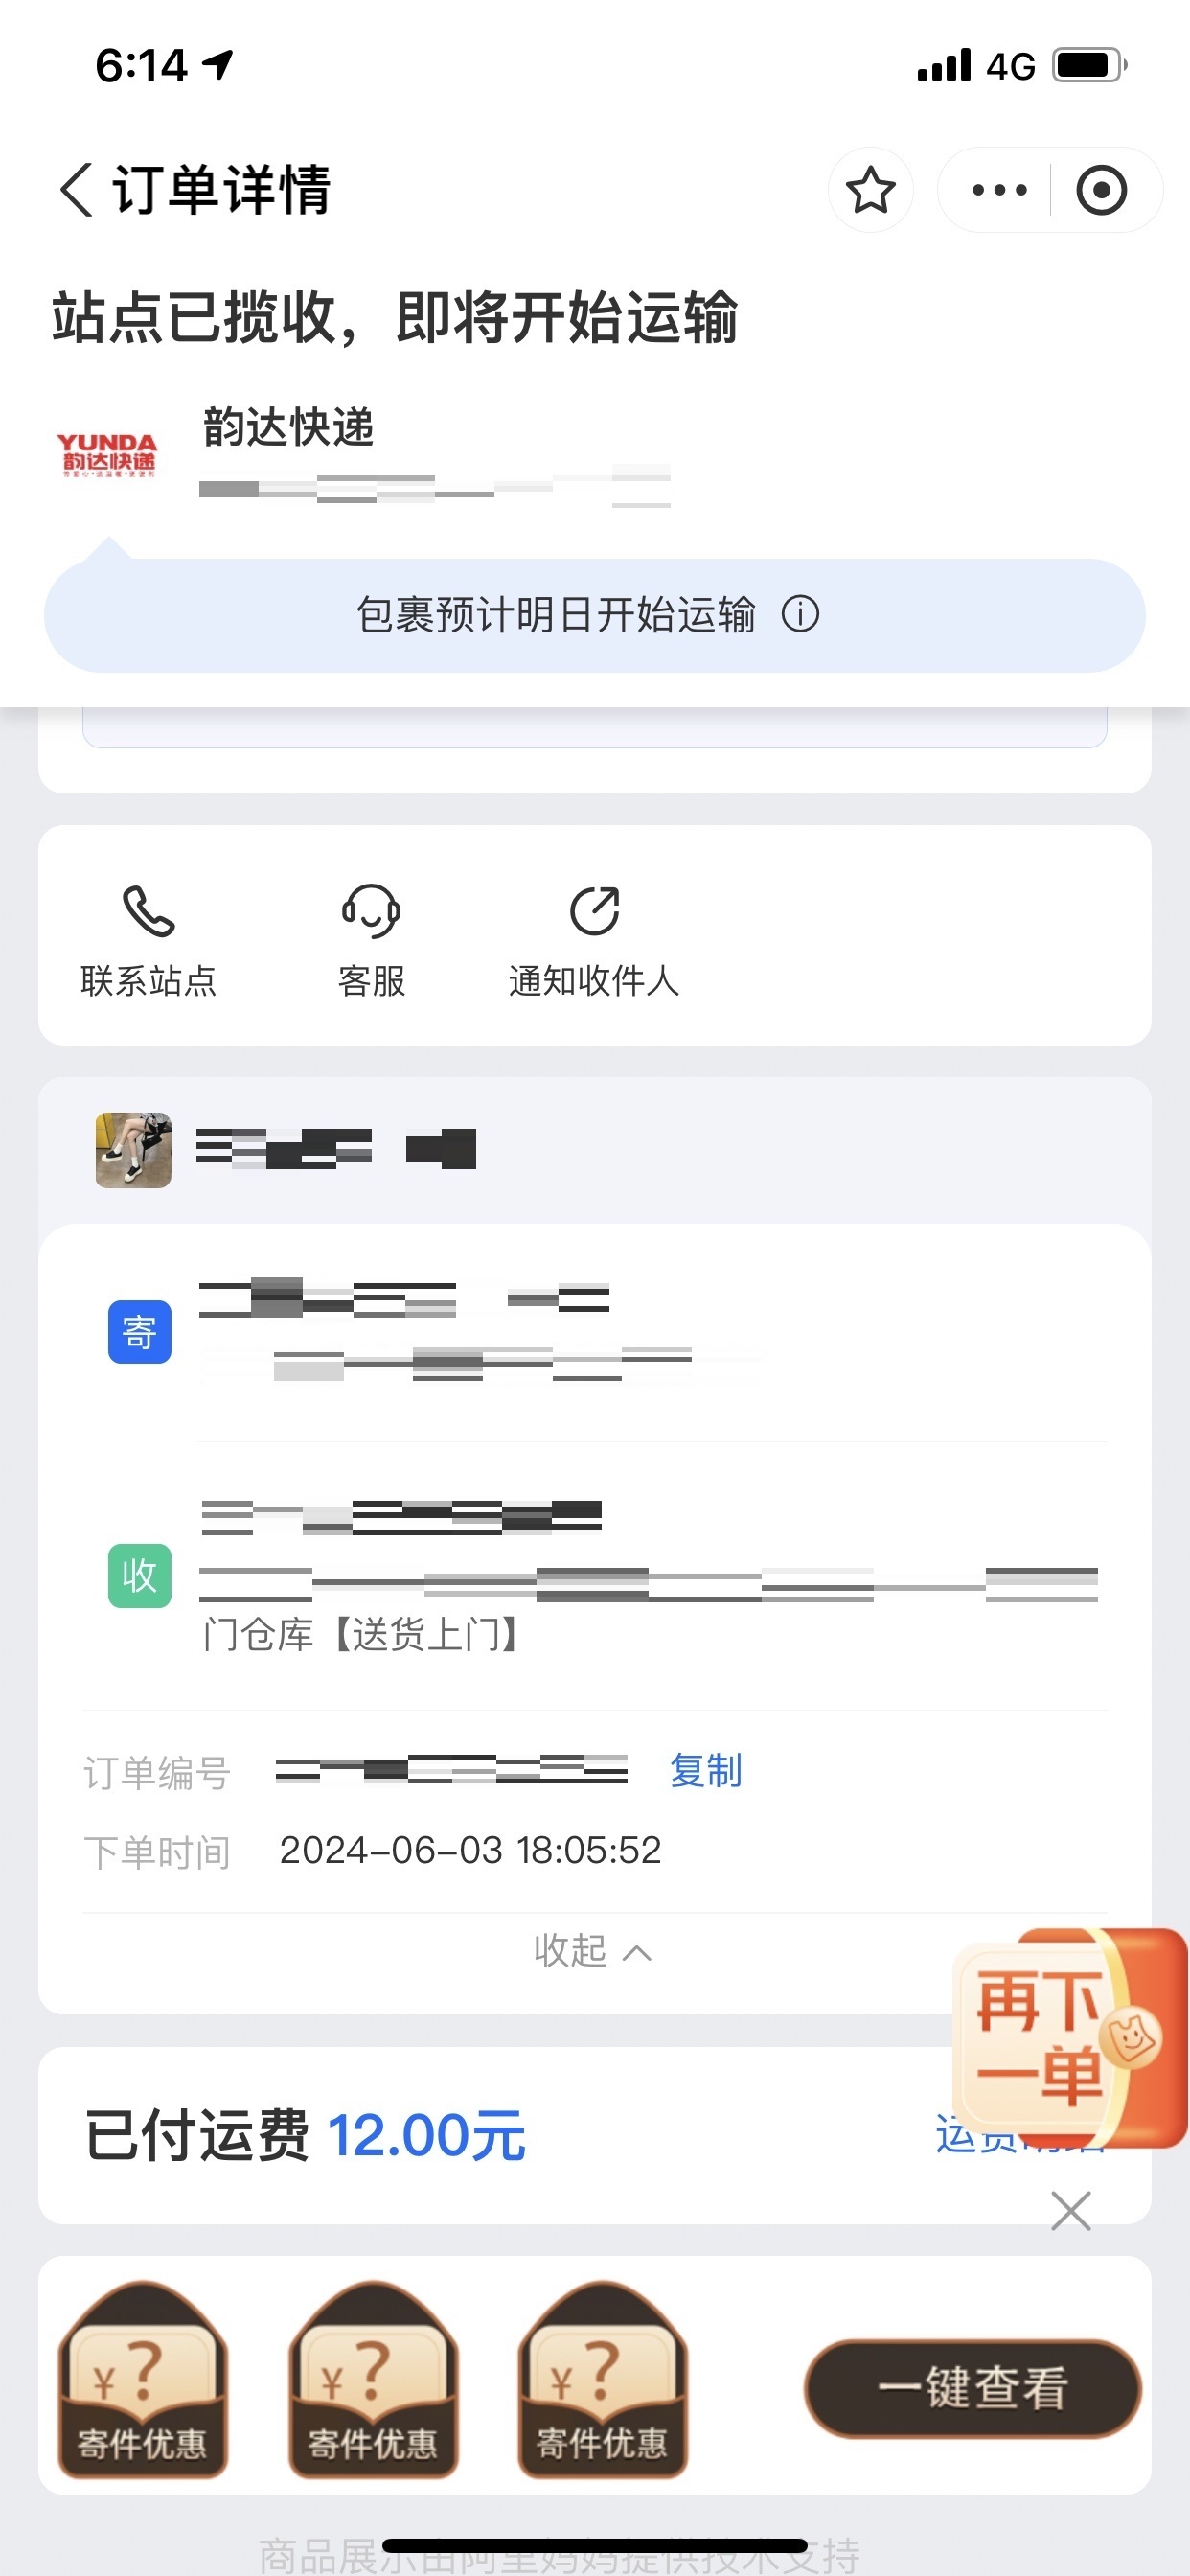 6:14
4G
订单详情
站点已揽收，即将开始运输
YUNDA
韵达快递
韵达快递
包裹预计明日开始运输
联系站点
客服
通知收件人
寄
收
门仓库【送货上门】
订单编号
复制
下单时间
2024-06-03 18:05:52
收起
再下
一单
已付运费 12.00元
运费明细
¥?
寄件优惠
¥?
寄件优惠
¥?
寄件优惠
一键查看
商品展示由阿里妈妈提供技术支持